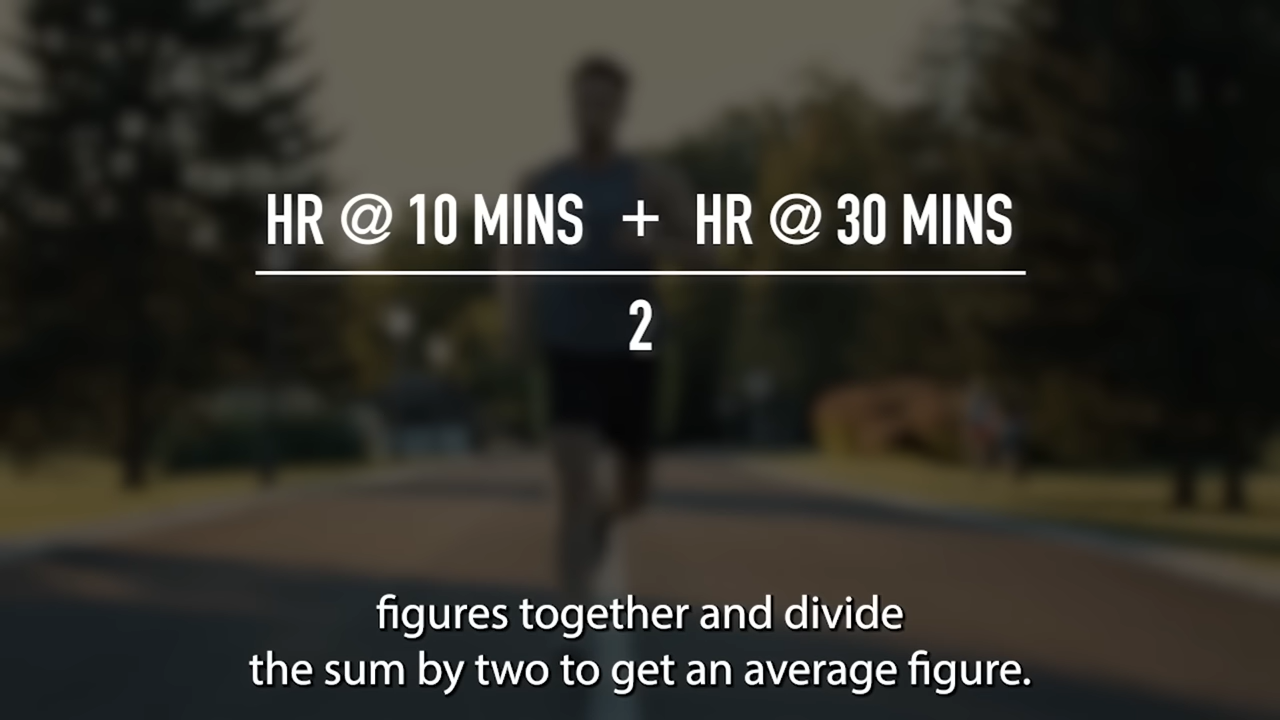 HR @ 10 MINS + HR @ 30 MINS
2
figures together and divide
the sum by two to get an average figure.